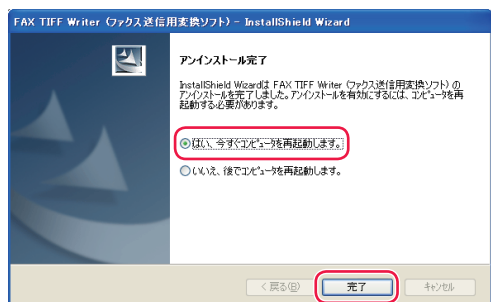 FAX TIFF Writer (ファクス送信用変換ソフト) - InstallShield Wizard
アンインストール完了
InstallShield Wizardは FAX TIFF Writer (ファクス送信用変換ソフト) の
アンインストールを完了しました。アンインストールを有効にするには、コンピュータを再
起動する必要があります。
はい、今すぐコンピュータを再起動します。
いいえ、後でコンピュータを再起動します。
< 戻る(B)
完了
キャンセル